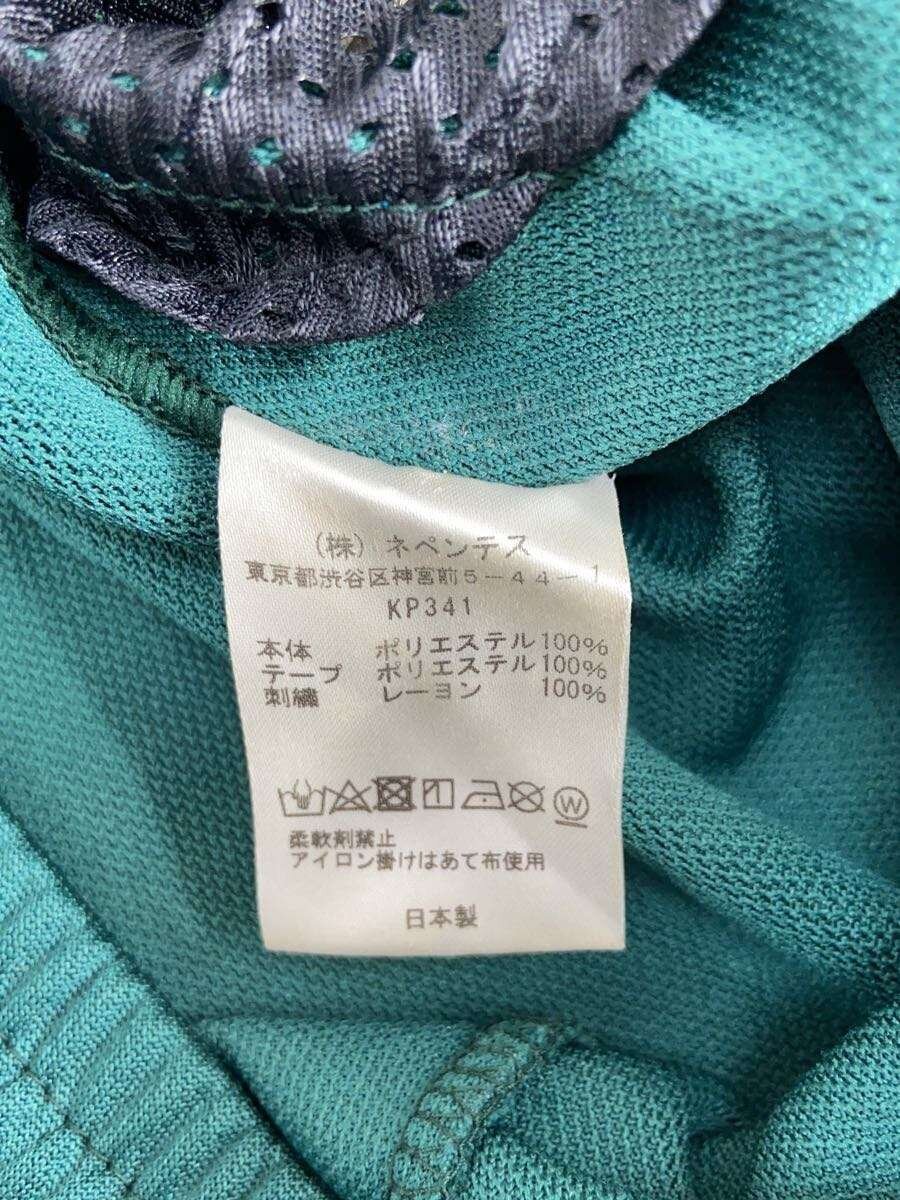 (株)ネペンテス
東京都渋谷区神宮前5-44-1
KP341
本体 ポリエステル100%
テープ ポリエステル100%
刺繍 レーヨン 100%
W
柔軟剤禁止
アイロン掛けはあて布使用
日本製